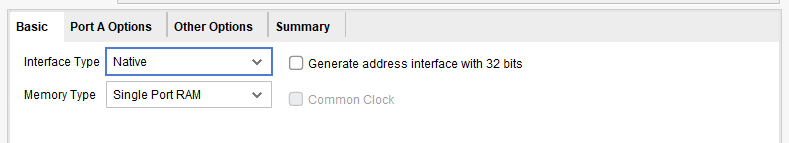 Basic Port A Options Other Options Summary
Interface Type Native Generate address interface with 32 bits
Memory Type Single Port RAM Common Clock